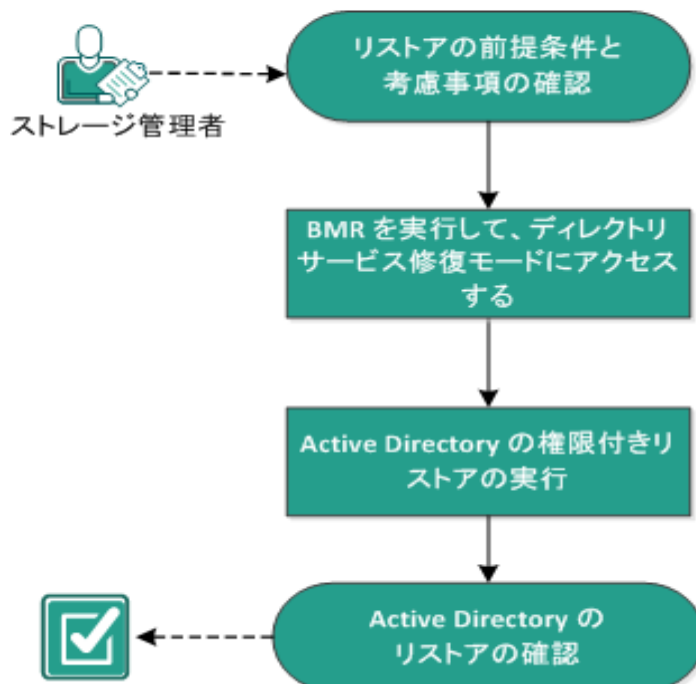 リストアの前提条件と
考慮事項の確認
ストレージ管理者
BMR を実行して、ディレクトリ
サービス修復モードにアクセス
する
Active Directory の権限付きリ
ストアの実行
Active Directory の
リストアの確認